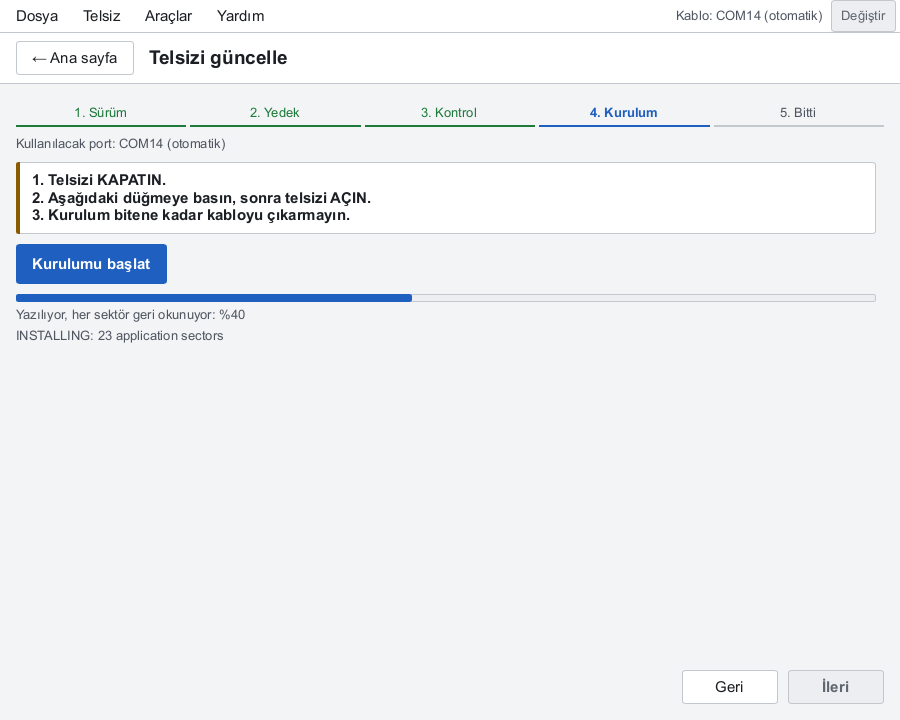 Dosya Telsiz Araçlar Yardım Kablo: COM14 (otomatik) Değiştir
← Ana sayfa Telsizi güncelle
1. Sürüm 2. Yedek 3. Kontrol 4. Kurulum 5. Bitti
Kullanılacak port: COM14 (otomatik)
1. Telsizi KAPATIN.
2. Aşağıdaki düğmeye basın, sonra telsizi AÇIN.
3. Kurulum bitene kadar kabloyu çıkarmayın.
Kurulumu başlat
Yazılıyor, her sektör geri okunuyor: %40
INSTALLING: 23 application sectors
Geri İleri